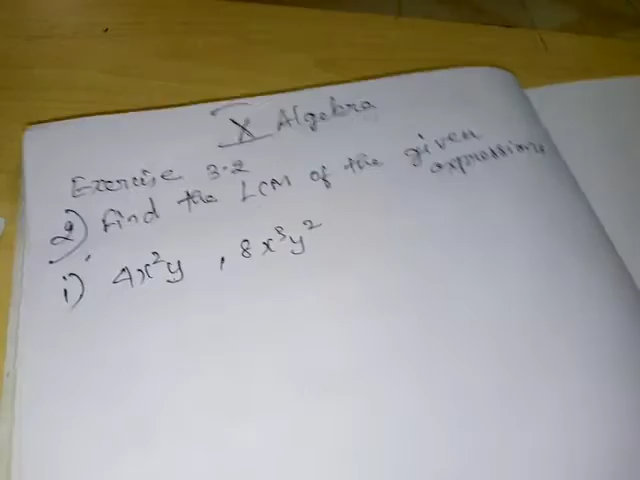 X Algebra
Exercise 3.2
2) Find the LCM of the given expressions
i) 4x²y , 8x³y²